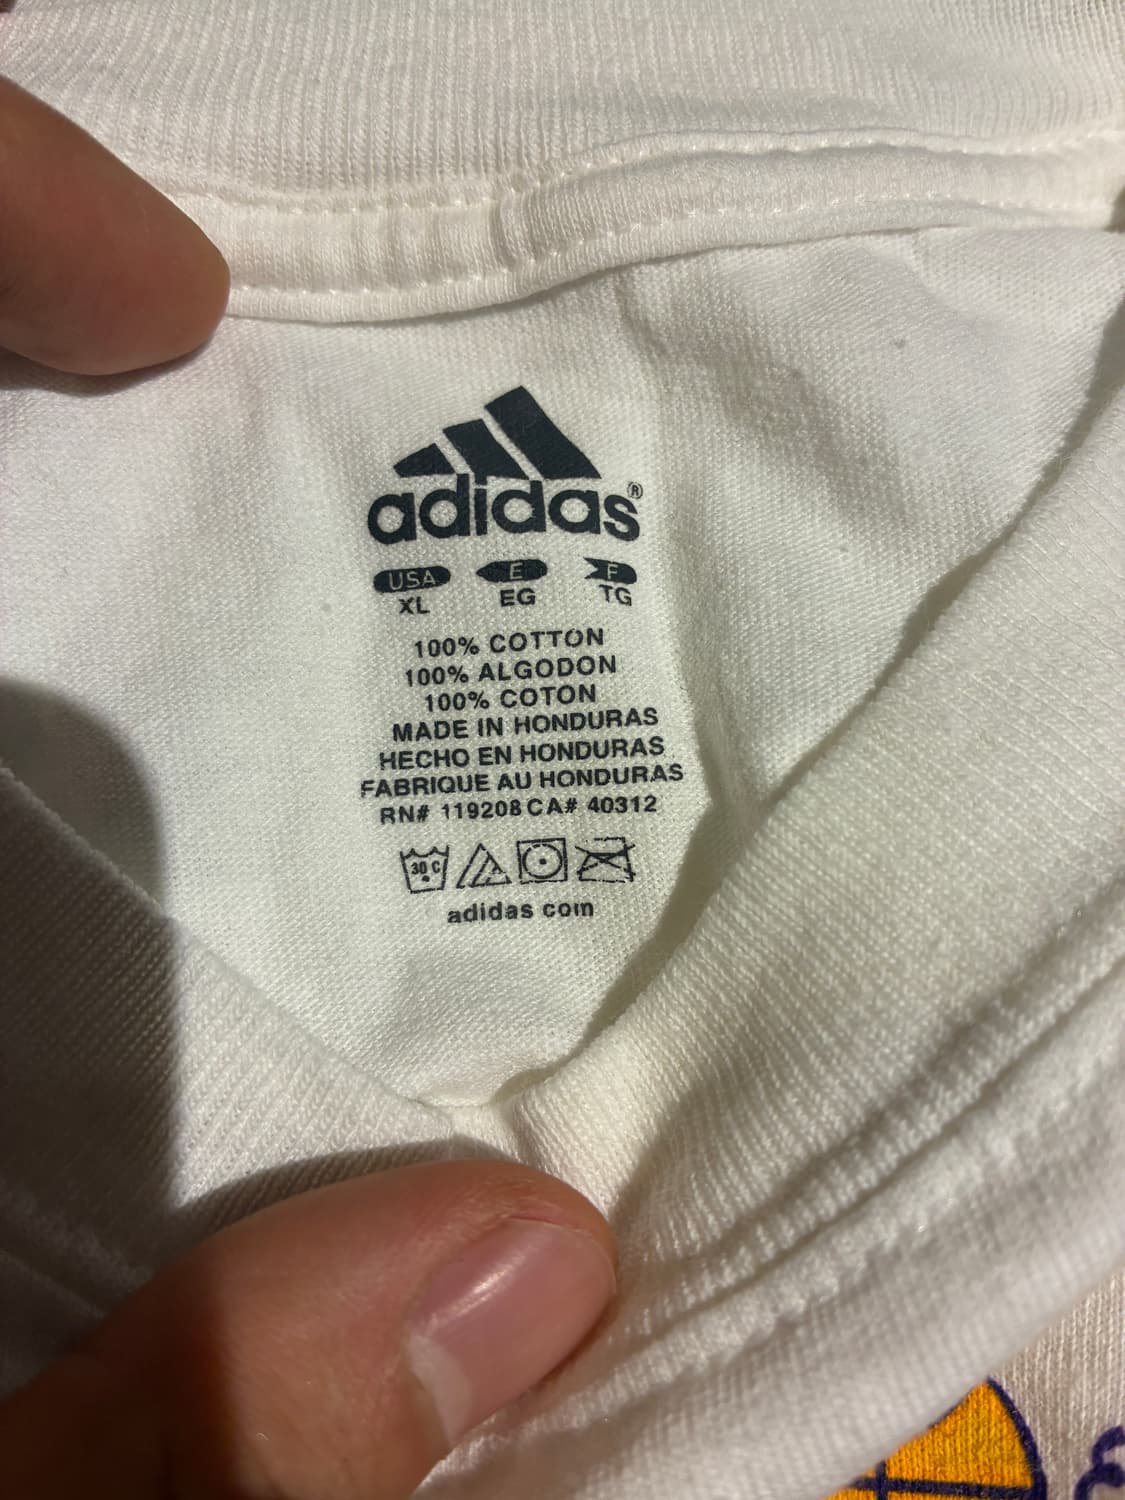 adidas®
USA E F
XL EG TG
100% COTTON
100% ALGODON
100% COTON
MADE IN HONDURAS
HECHO EN HONDURAS
FABRIQUE AU HONDURAS
RN# 119208 CA# 40312
30 C
adidas com